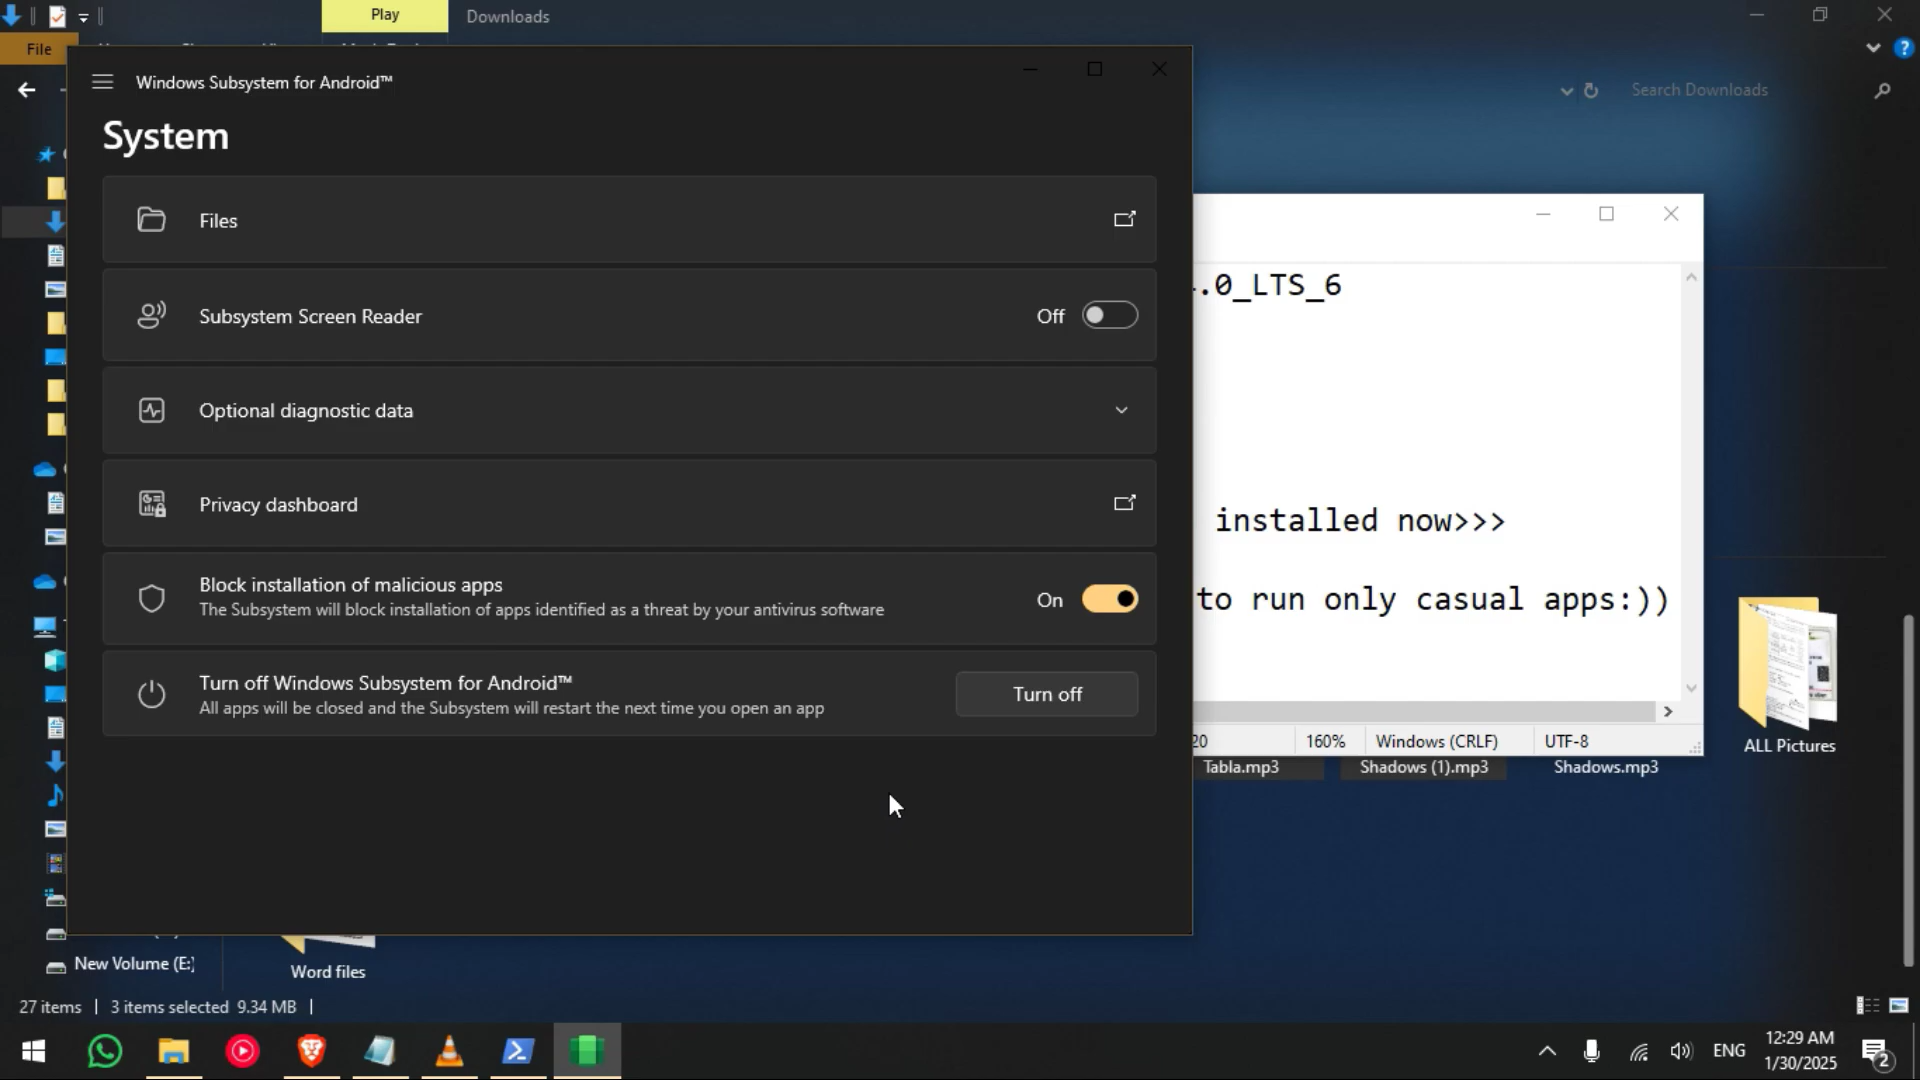 Play
Downloads
File
Search Downloads
Windows Subsystem for Android™
System
Files
Subsystem Screen Reader
Off
Optional diagnostic data
Privacy dashboard
Block installation of malicious apps
The Subsystem will block installation of apps identified as a threat by your antivirus software
On
Turn off Windows Subsystem for Android™
All apps will be closed and the Subsystem will restart the next time you open an app
Turn off
.0_LTS_6
installed now>>>
to run only casual apps:))
20
160%
Windows (CRLF)
UTF-8
Tabla.mp3
Shadows (1).mp3
Shadows.mp3
ALL Pictures
New Volume (E:)
Word files
27 items
3 items selected 9.34 MB
ENG
12:29 AM
1/30/2025
2